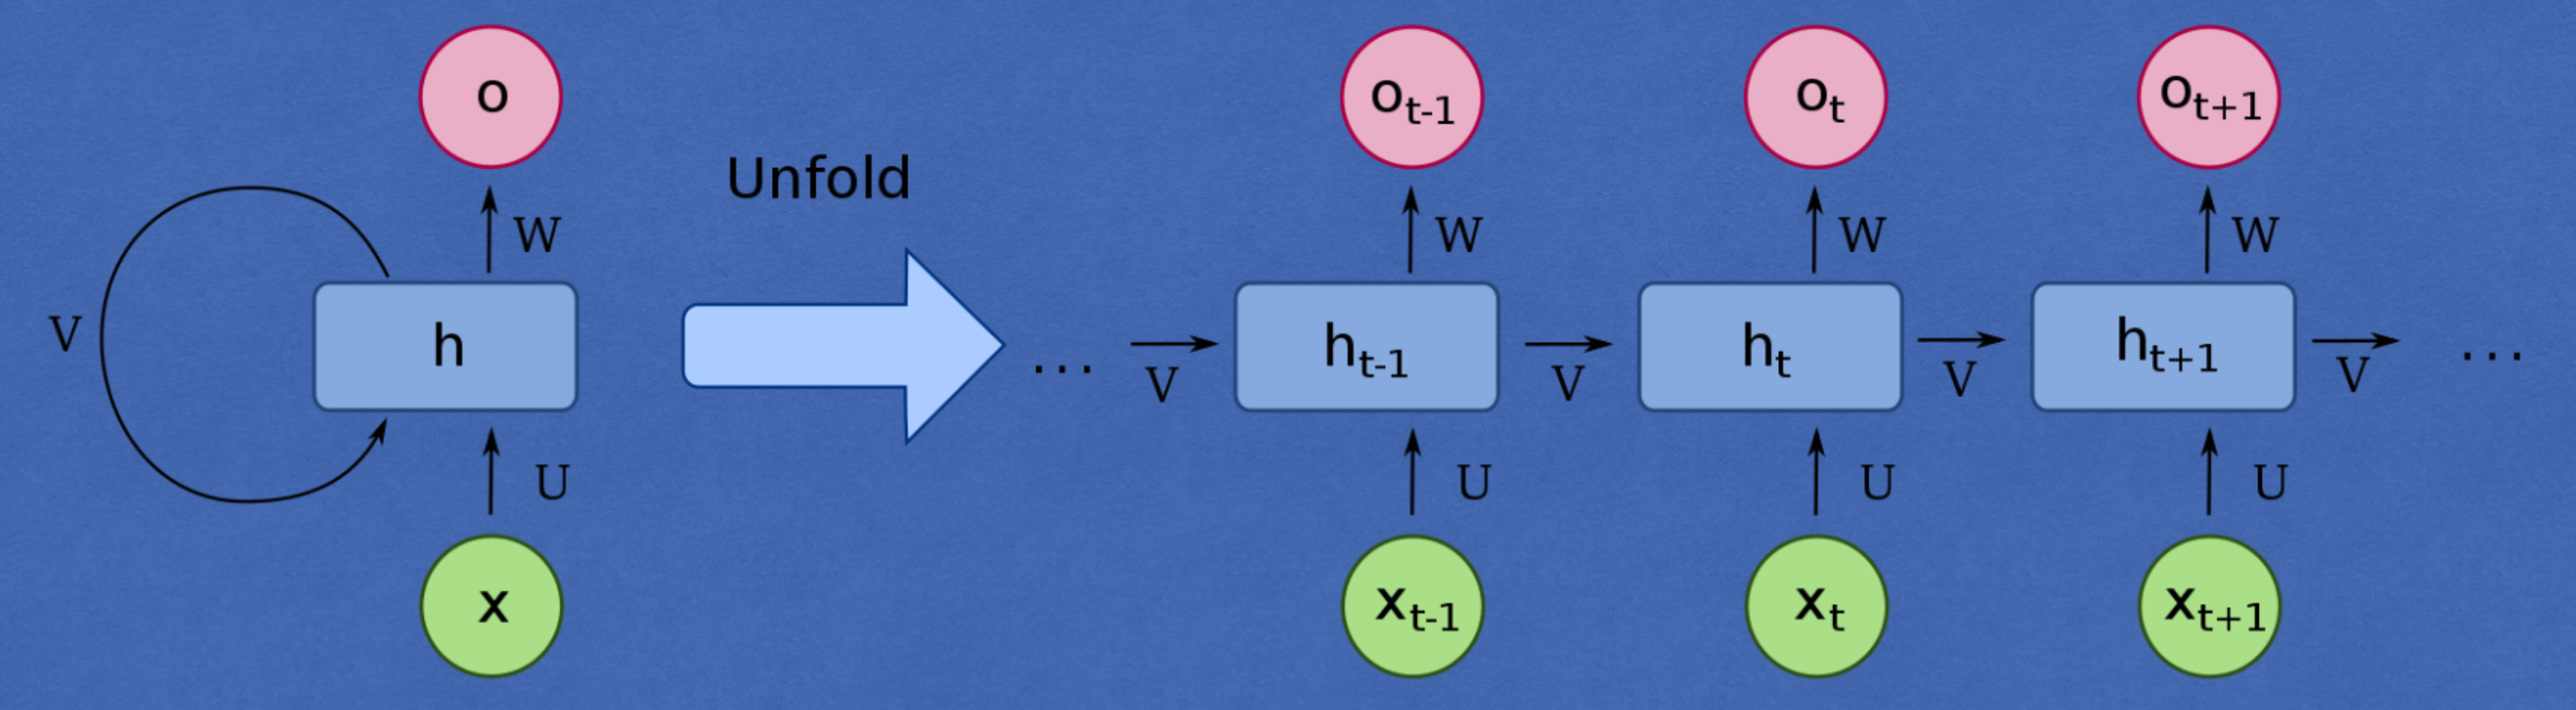 o
W
V
h
U
x
Unfold
...
V
o_{t-1}
W
h_{t-1}
U
x_{t-1}
V
o_t
W
h_t
U
x_t
V
o_{t+1}
W
h_{t+1}
U
x_{t+1}
V
...